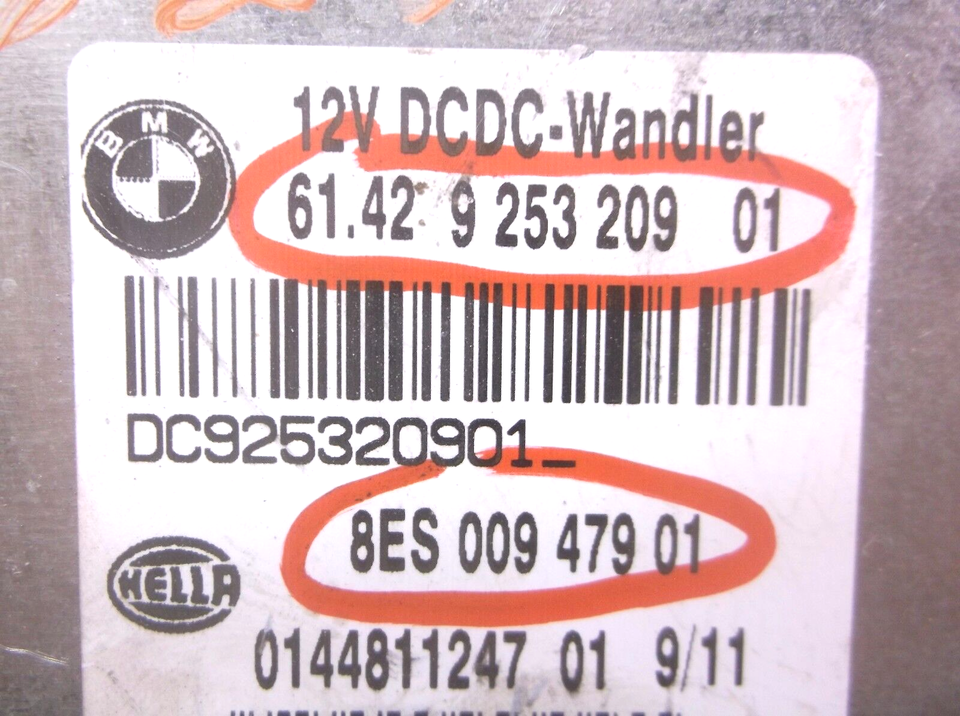 12V DCDC-Wandler
BMW
61.42 9 253 209 01
DC925320901_
8ES 009 479 01
HELLA
0144811247 01 9/11